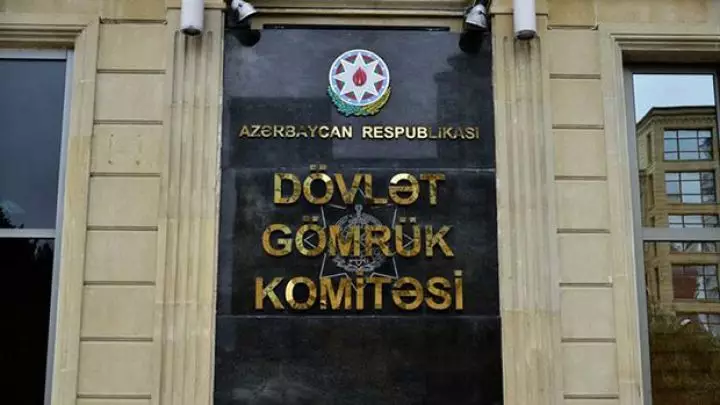 AZƏRBAYCAN RESPUBLİKASI
DÖVLƏT
GÖMRÜK
KOMİTƏSİ